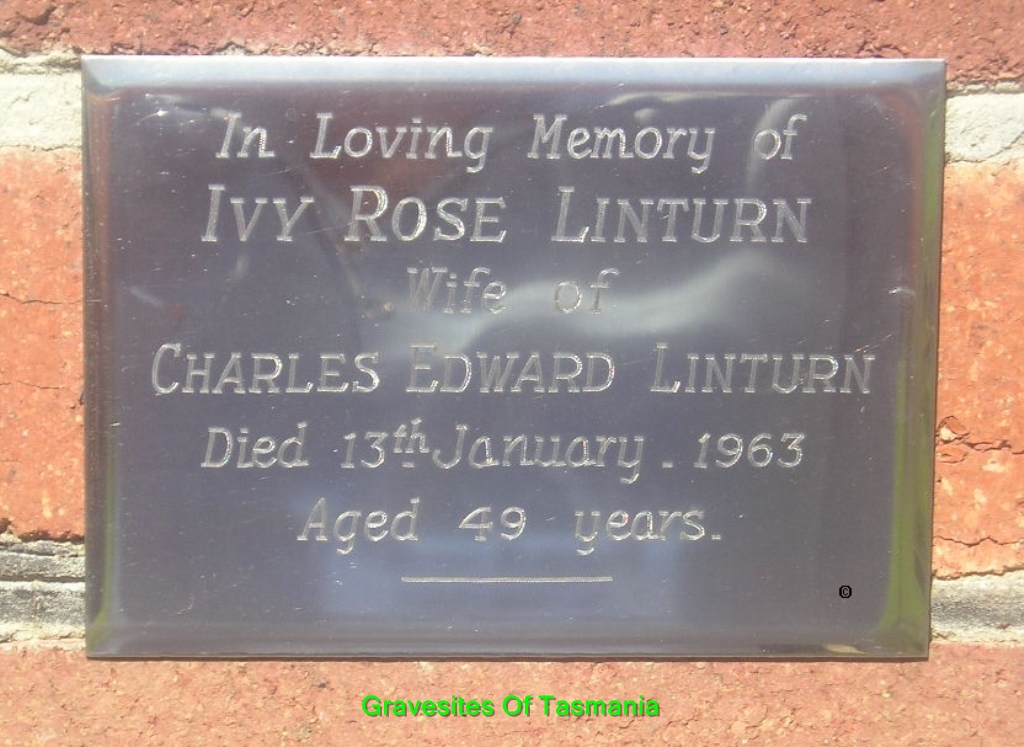 In Loving Memory of
IVY ROSE LINTURN
Wife of
CHARLES EDWARD LINTURN
Died 13th January. 1963
Aged 49 years.
©
Gravesites Of Tasmania